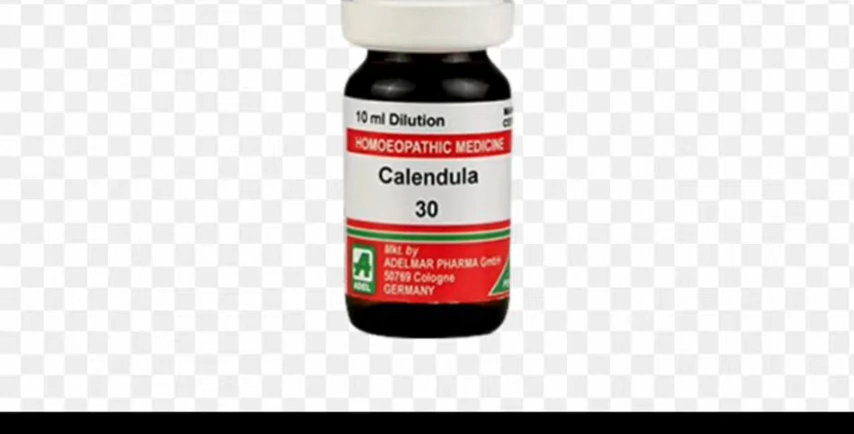 10 ml Dilution
HOMOEOPATHIC MEDICINE
Calendula
30
Mkt. by
ADELMAR PHARMA GmbH
50769 Cologne
GERMANY
ADEL